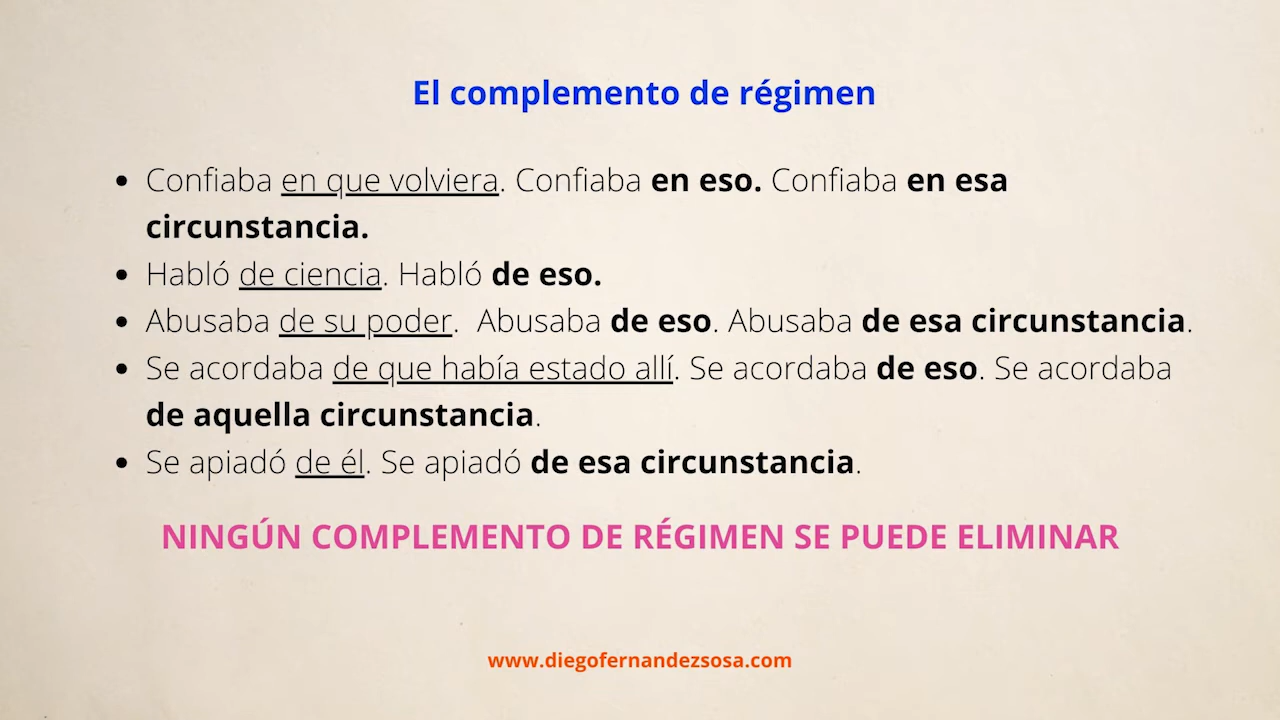 El complemento de régimen
• Confiaba en que volviera. Confiaba en eso. Confiaba en esa
circunstancia.
• Habló de ciencia. Habló de eso.
• Abusaba de su poder.  Abusaba de eso. Abusaba de esa circunstancia.
• Se acordaba de que había estado allí. Se acordaba de eso. Se acordaba
de aquella circunstancia.
• Se apiadó de él. Se apiadó de esa circunstancia.
NINGÚN COMPLEMENTO DE RÉGIMEN SE PUEDE ELIMINAR
www.diegofernandezsosa.com